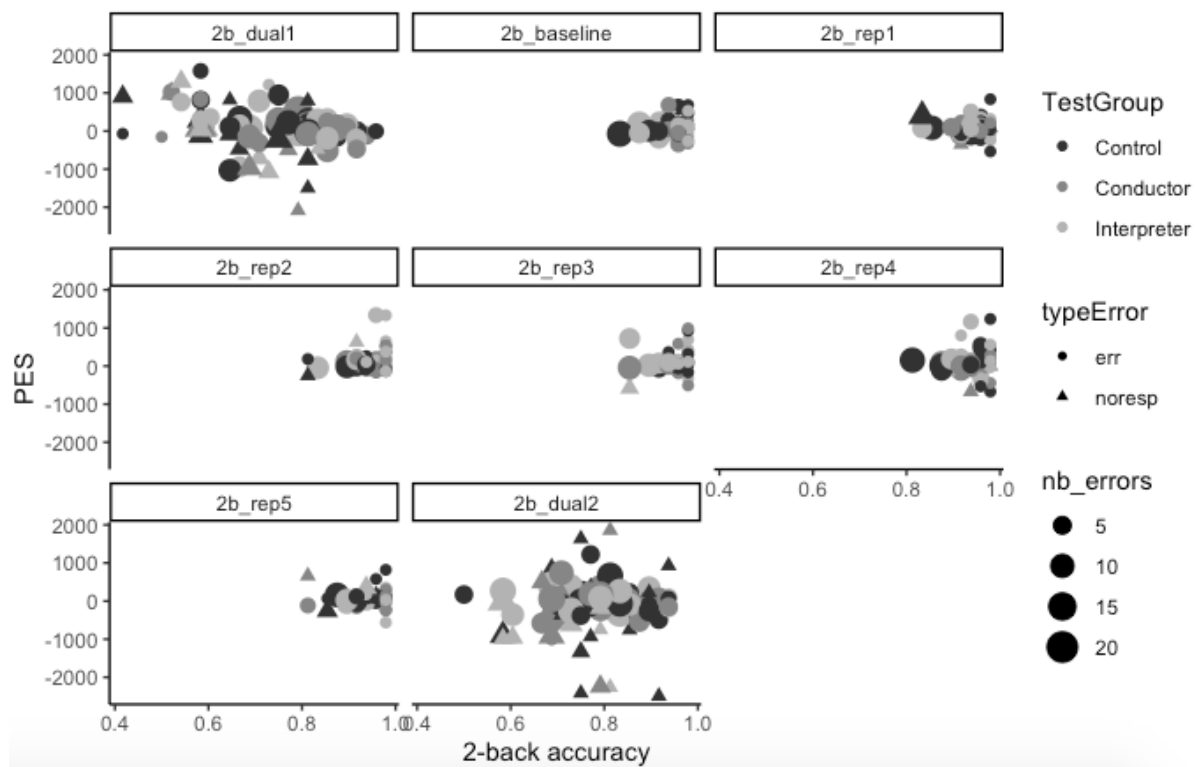 2b_dual1
2b_baseline
2b_rep1
2000
1000
0
-1000
-2000
2b_rep2
2b_rep3
2b_rep4
2000
1000
0
-1000
-2000
0.4 0.6 0.8 1.0
2b_rep5
2b_dual2
2000
1000
0
-1000
-2000
0.4 0.6 0.8 1.0
0.4 0.6 0.8 1.0
PES
2-back accuracy
TestGroup
Control
Conductor
Interpreter
typeError
err
noresp
nb_errors
5
10
15
20